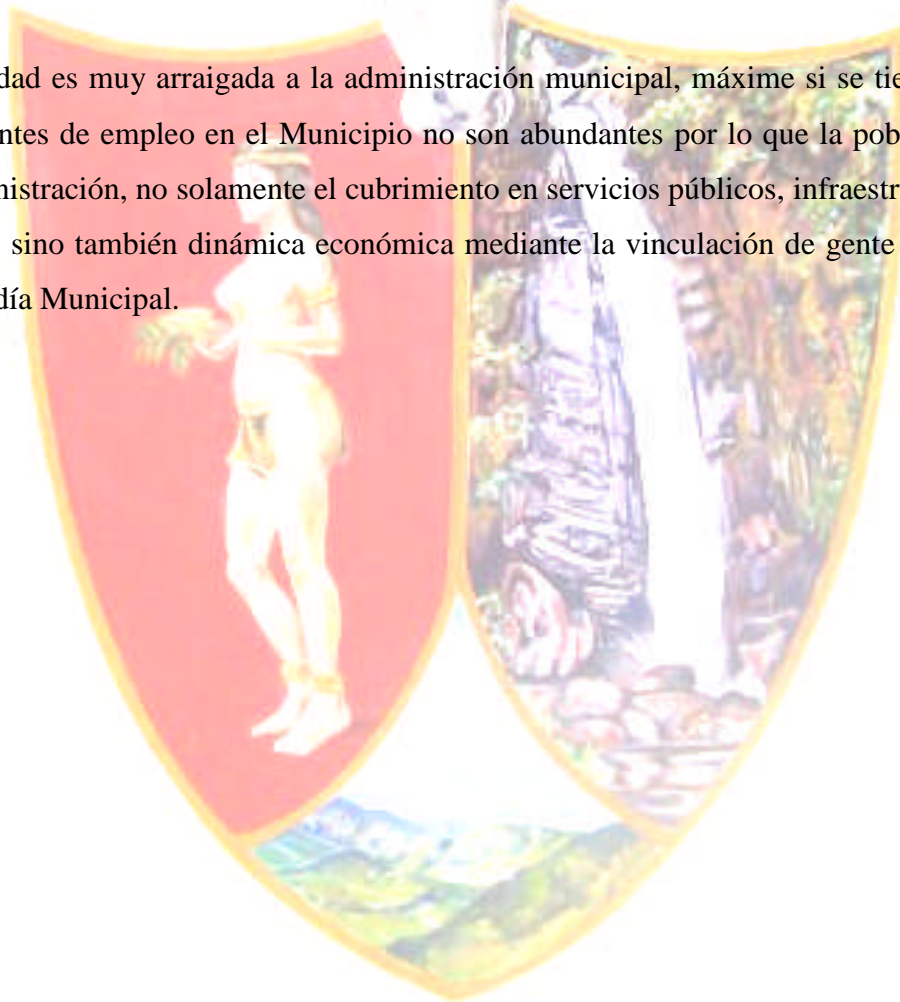 dad es muy arraigada a la administración municipal, máxime si se tie
ntes de empleo en el Municipio no son abundantes por lo que la pob
nistración, no solamente el cubrimiento en servicios públicos, infraestr
sino también dinámica económica mediante la vinculación de gente
día Municipal.